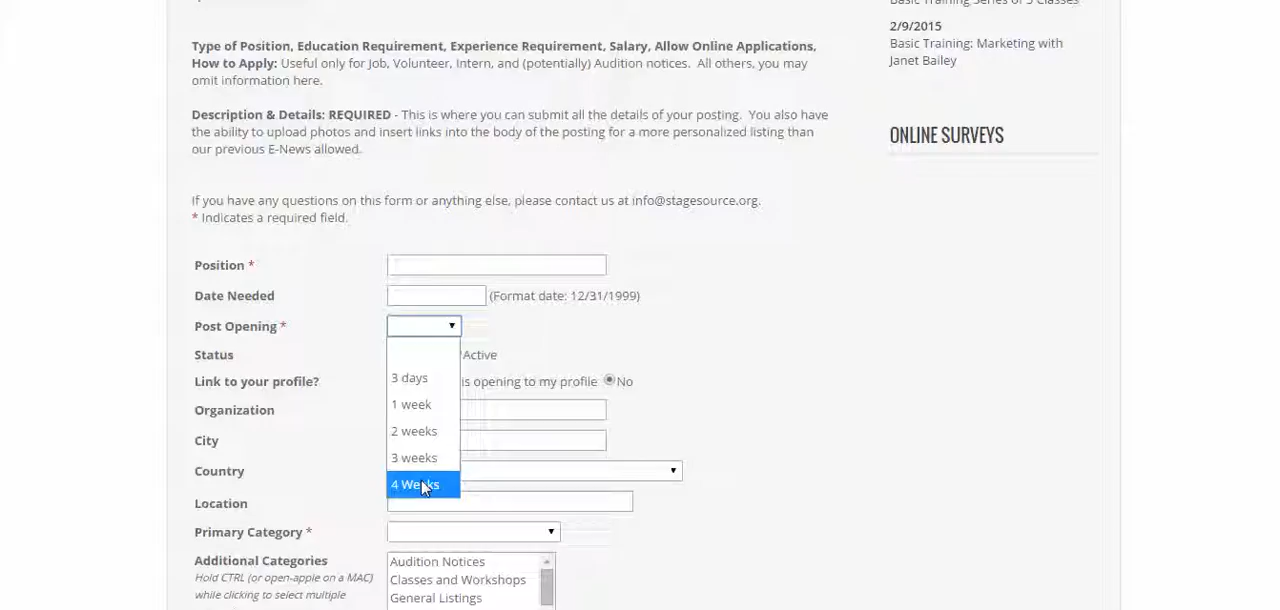 Basic Training Series of 5 Classes
2/9/2015
Basic Training: Marketing with
Janet Bailey
ONLINE SURVEYS
Type of Position, Education Requirement, Experience Requirement, Salary, Allow Online Applications,
How to Apply: Useful only for Job, Volunteer, Intern, and (potentially) Audition notices.  All others, you may
omit information here.
Description & Details: REQUIRED - This is where you can submit all the details of your posting.  You also have
the ability to upload photos and insert links into the body of the posting for a more personalized listing than
our previous E-News allowed.
If you have any questions on this form or anything else, please contact us at info@stagesource.org.
* Indicates a required field.
Position *
Date Needed (Format date: 12/31/1999)
Post Opening *
3 days
1 week
2 weeks
3 weeks
4 Weeks
Status Active
Link to your profile? is opening to my profile No
Organization
City
Country
Location
Primary Category *
Additional Categories
Hold CTRL (or open-apple on a MAC)
while clicking to select multiple
Audition Notices
Classes and Workshops
General Listings